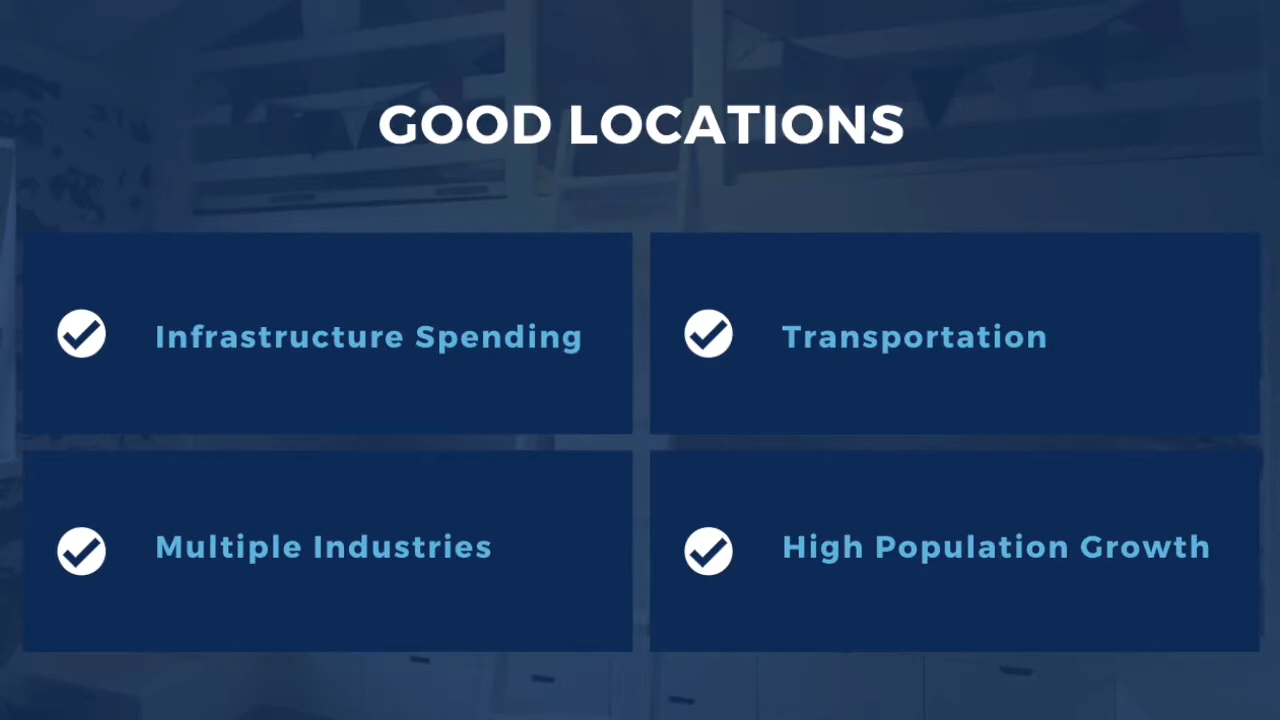 GOOD LOCATIONS
Infrastructure Spending
Transportation
Multiple Industries
High Population Growth